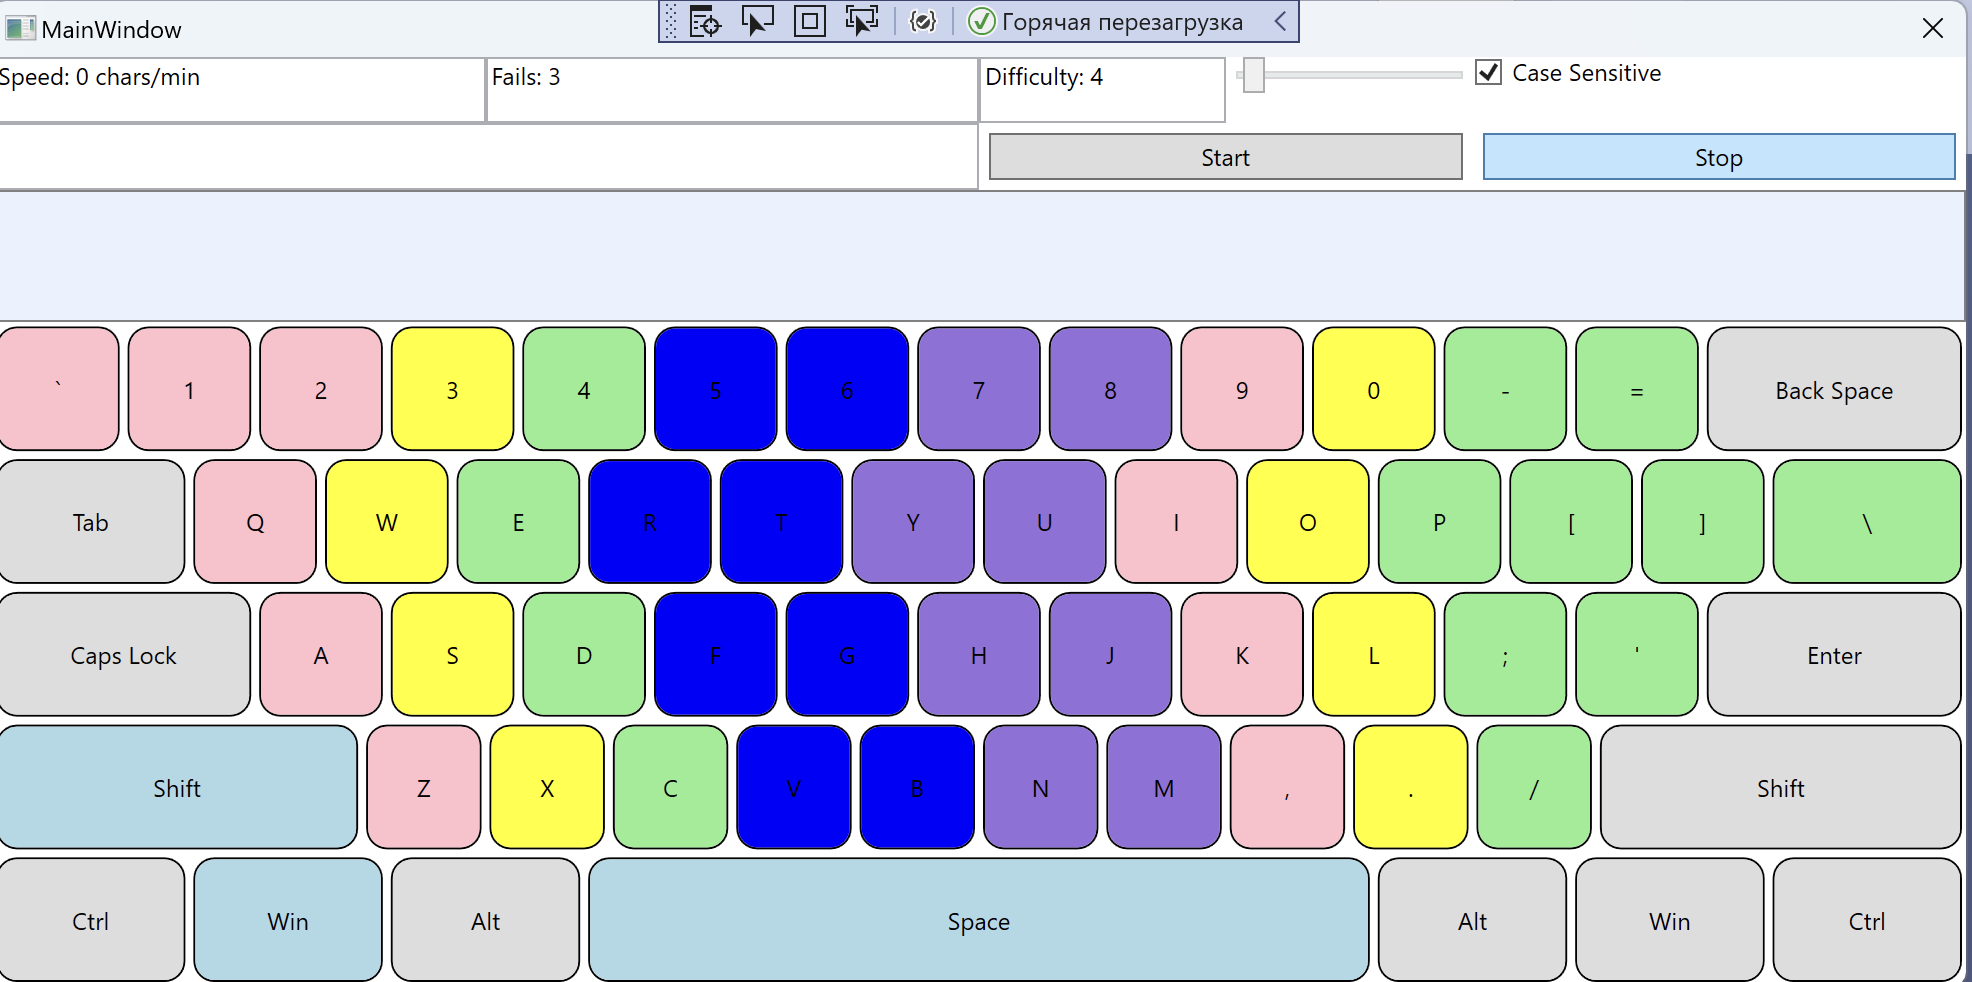 MainWindow
Горячая перезагрузка
Speed: 0 chars/min
Fails: 3
Difficulty: 4
Case Sensitive
Start
Stop
` 1 2 3 4 5 6 7 8 9 0 - = Back Space
Tab Q W E R T Y U I O P [ ] \
Caps Lock A S D F G H J K L ; ' Enter
Shift Z X C V B N M , . / Shift
Ctrl Win Alt Space Alt Win Ctrl